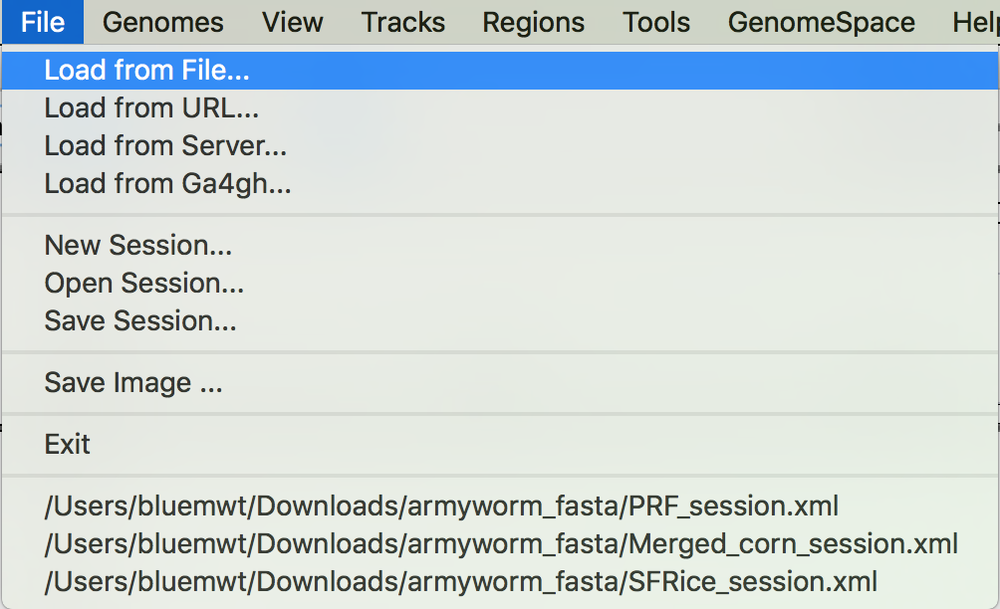 File Genomes View Tracks Regions Tools GenomeSpace Help
Load from File...
Load from URL...
Load from Server...
Load from Ga4gh...
New Session...
Open Session...
Save Session...
Save Image ...
Exit
/Users/bluemwt/Downloads/armyworm_fasta/PRF_session.xml
/Users/bluemwt/Downloads/armyworm_fasta/Merged_corn_session.xml
/Users/bluemwt/Downloads/armyworm_fasta/SFRice_session.xml